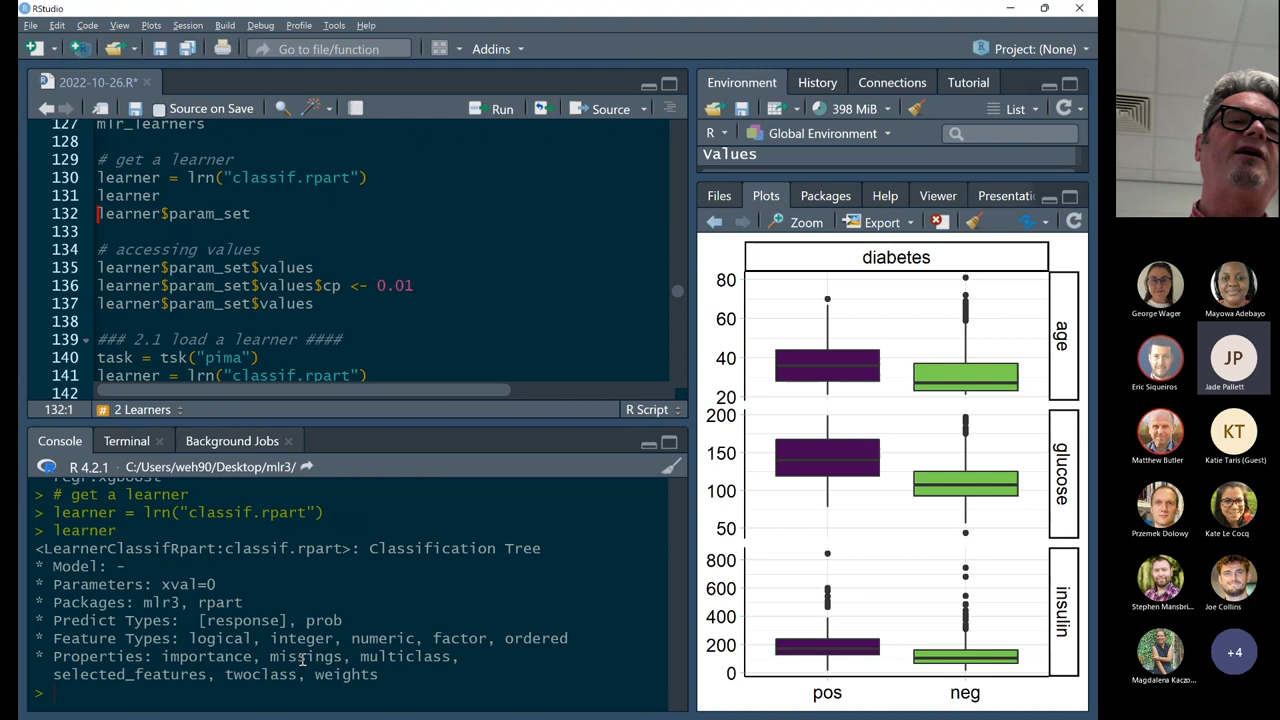 RStudio
File Edit Code View Plots Session Build Debug Profile Tools Help
Go to file/function
Addins
Project: (None)
2022-10-26.R*
Source on Save
Run
Source
127 mlr_learners
128
129 # get a learner
130 learner = lrn("classif.rpart")
131 learner
132 learner$param_set
133
134 # accessing values
135 learner$param_set$values
136 learner$param_set$values$cp <- 0.01
137 learner$param_set$values
138
139 ### 2.1 load a learner ####
140 task = tsk("pima")
141 learner = lrn("classif.rpart")
142
132:1 # 2 Learners R Script
Console Terminal Background Jobs
R 4.2.1 · C:/Users/weh90/Desktop/mlr3/
regr.xgboost
> # get a learner
> learner = lrn("classif.rpart")
> learner
<LearnerClassifRpart:classif.rpart>: Classification Tree
* Model: -
* Parameters: xval=0
* Packages: mlr3, rpart
* Predict Types:  [response], prob
* Feature Types: logical, integer, numeric, factor, ordered
* Properties: importance, missings, multiclass,
selected_features, twoclass, weights
>
Environment History Connections Tutorial
398 MiB
List
R Global Environment
Values
Files Plots Packages Help Viewer Presentati
Zoom Export
diabetes
80
60
40
20
age
200
150
100
50
glucose
800
600
400
200
0
insulin
pos neg
George Wager
Mayowa Adebayo
Eric Siqueiros
JP
Jade Pallett
Matthew Butler
KT
Katie Taris (Guest)
Przemek Dolowy
Kate Le Cocq
Stephen Mansbri...
Joe Collins
Magdalena Kaczo...
+4